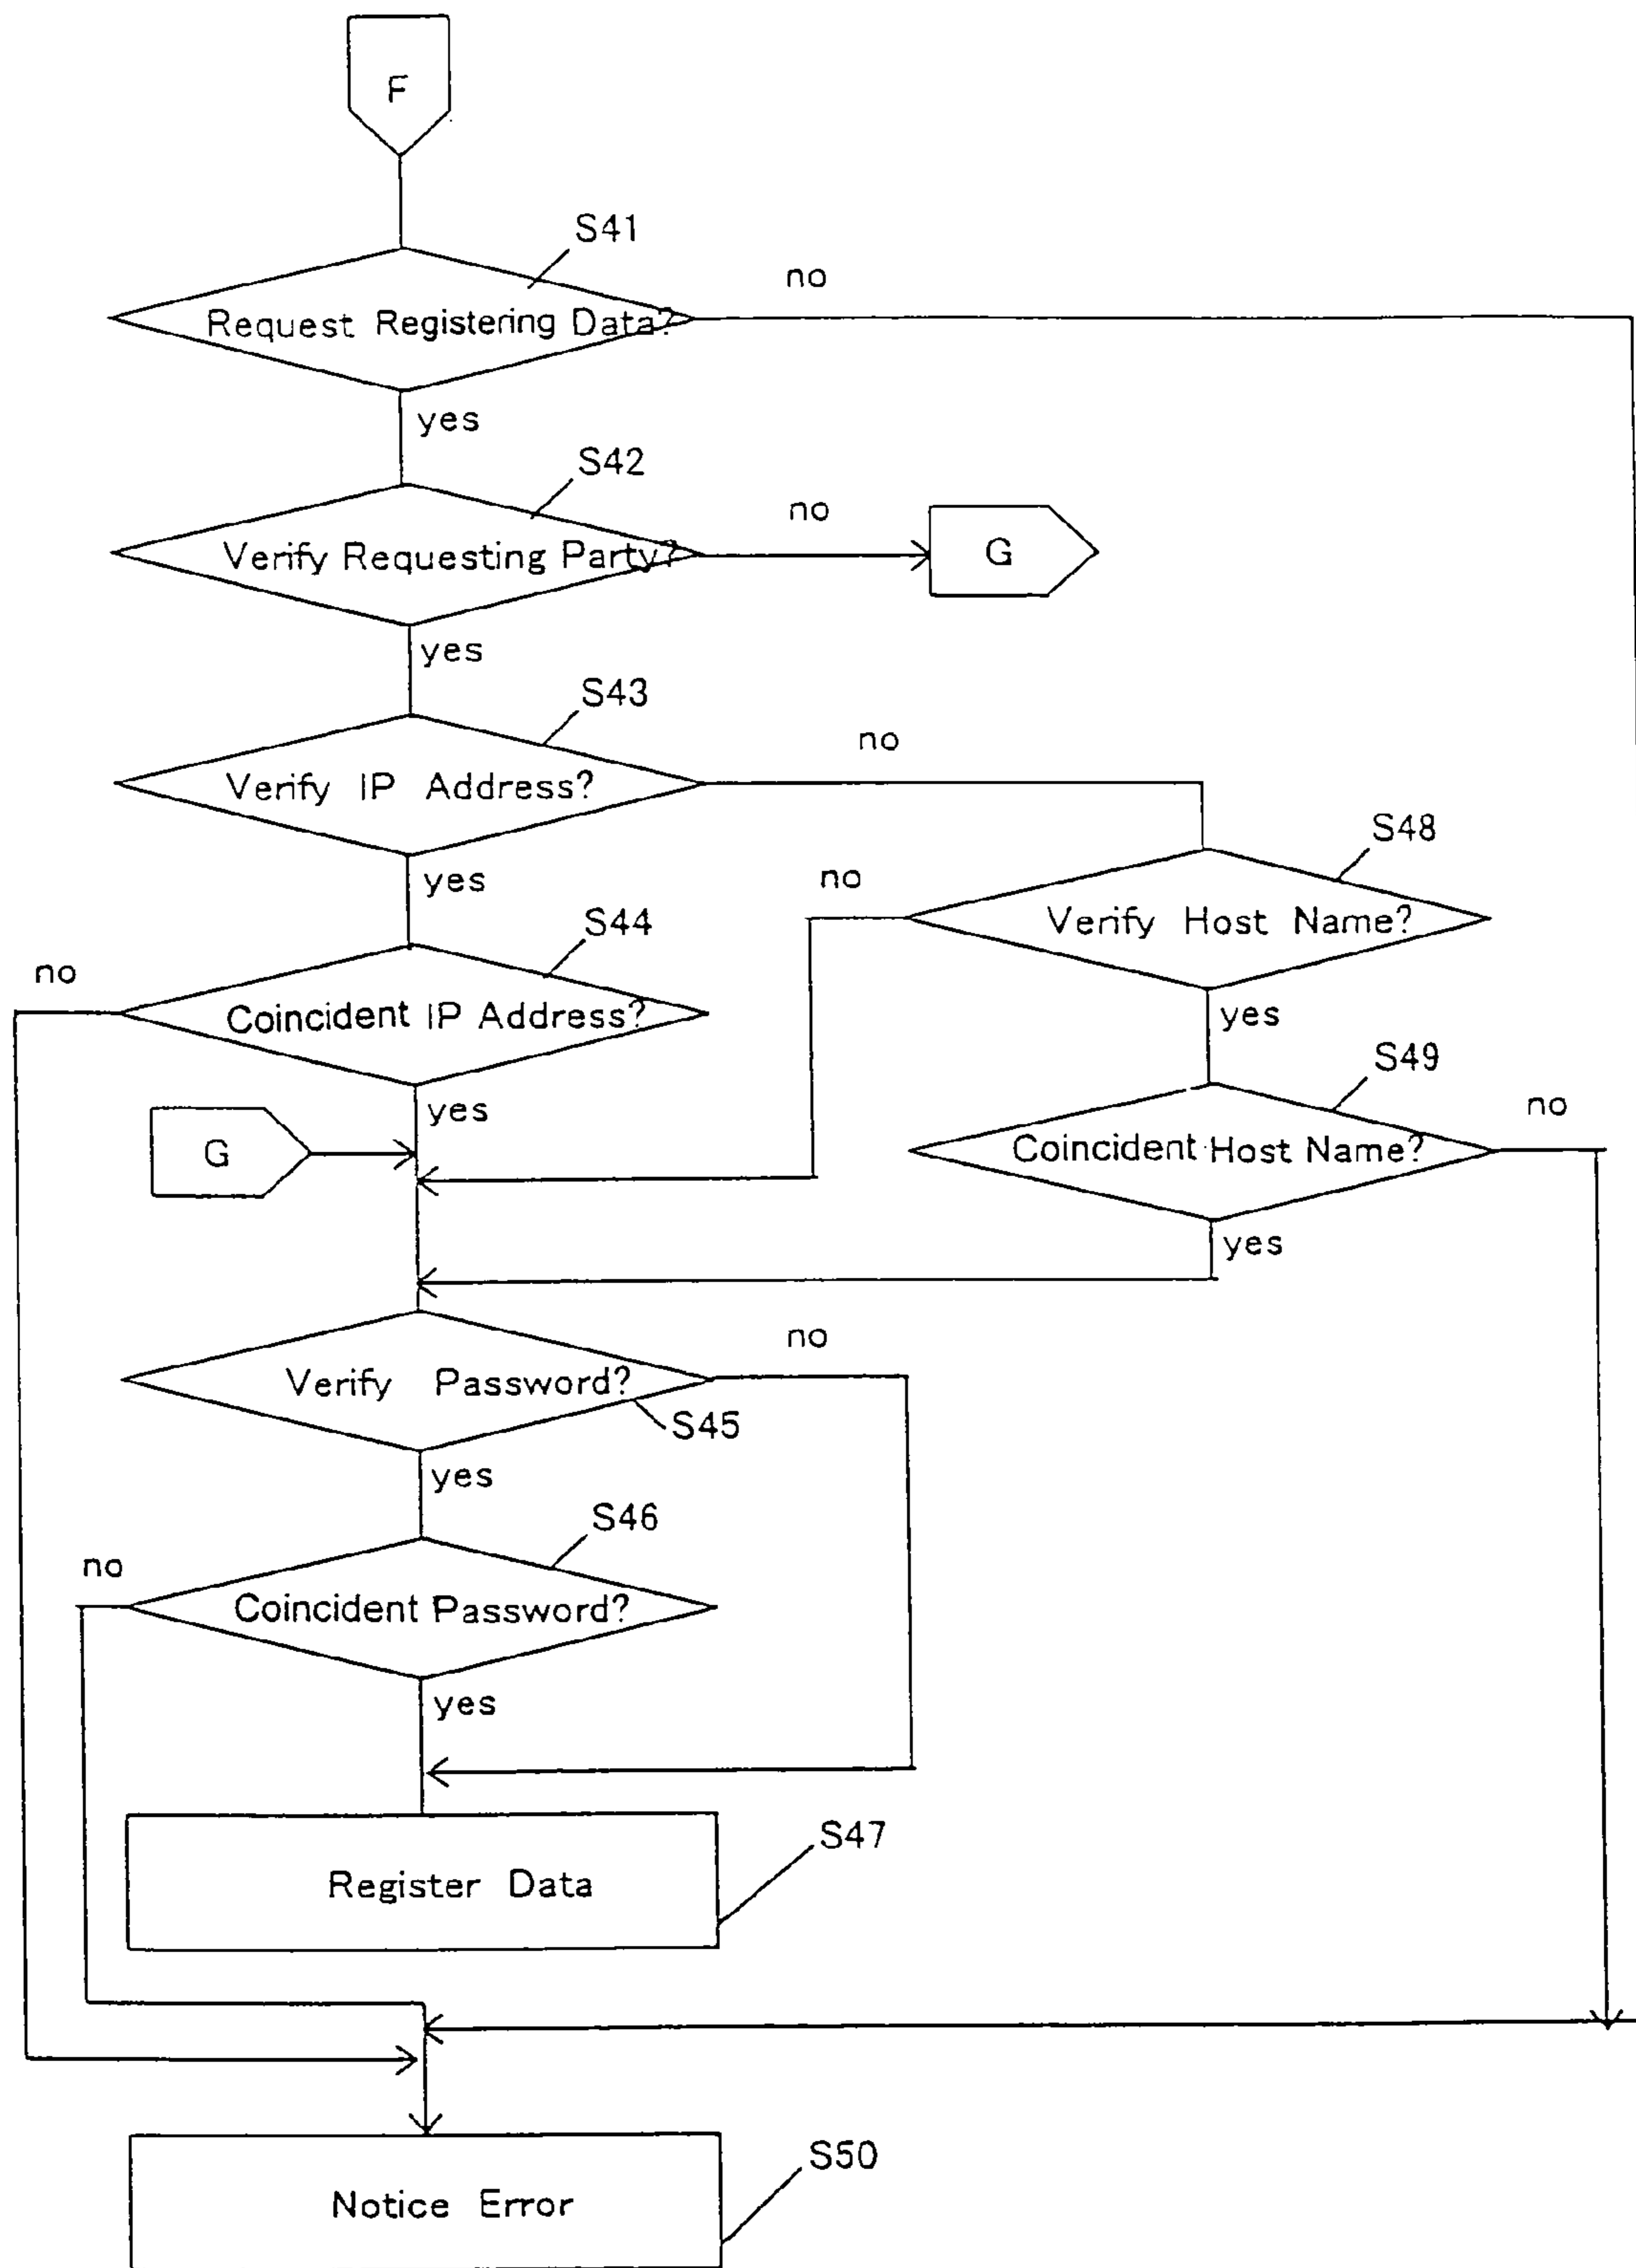 F
S41
no
Request Registering Data?
yes
S42
no
Verify Requesting Party?
G
yes
S43
no
Verify IP Address?
S48
yes
no
Verify Host Name?
S44
no
Coincident IP Address?
yes
S49
yes
no
G
Coincident Host Name?
yes
no
Verify Password?
S45
yes
S46
no
Coincident Password?
yes
S47
Register Data
S50
Notice Error